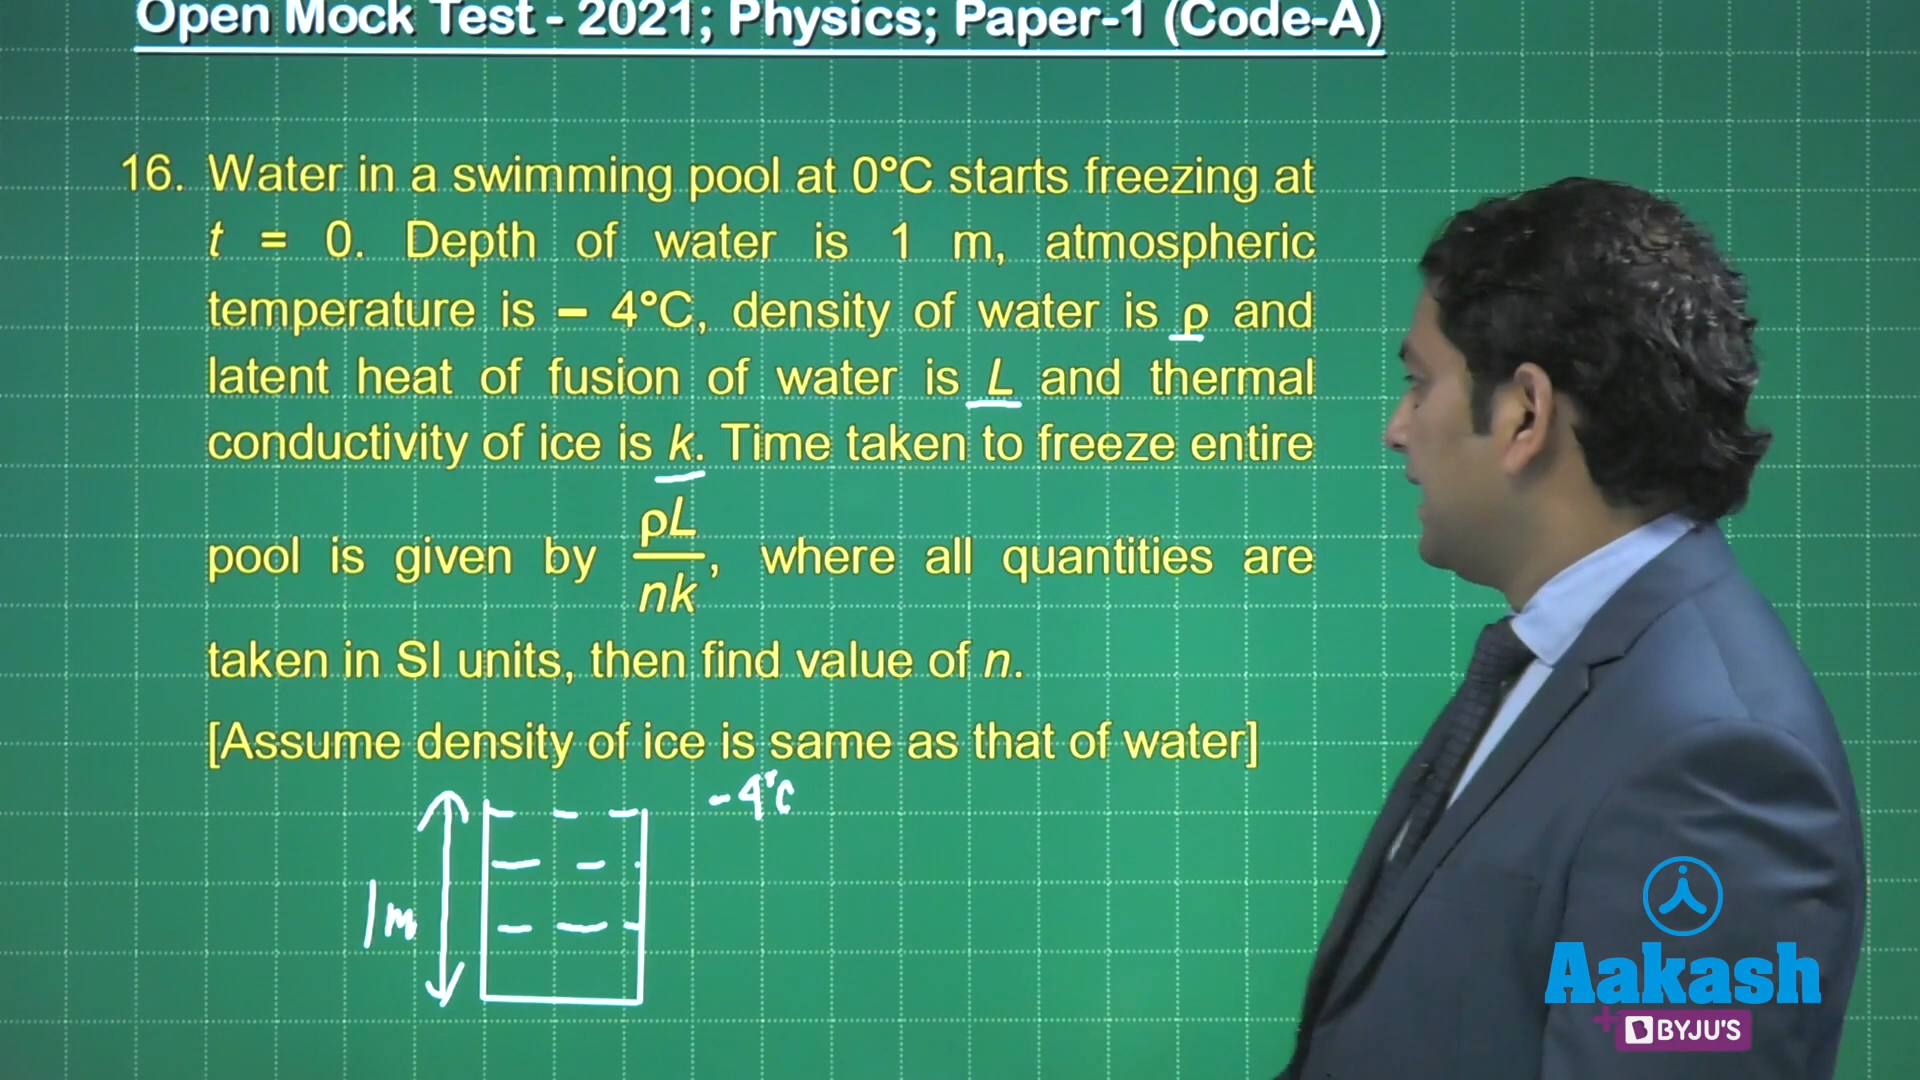 Open Mock Test - 2021; Physics; Paper-1 (Code-A)
16. Water in a swimming pool at 0°C starts freezing at
t = 0. Depth of water is 1 m, atmospheric
temperature is – 4°C, density of water is ρ and
latent heat of fusion of water is L and thermal
conductivity of ice is k. Time taken to freeze entire
pool is given by ρL/nk, where all quantities are
taken in SI units, then find value of n.
[Assume density of ice is same as that of water]
-4°C
1m
Aakash
+ BYJU'S